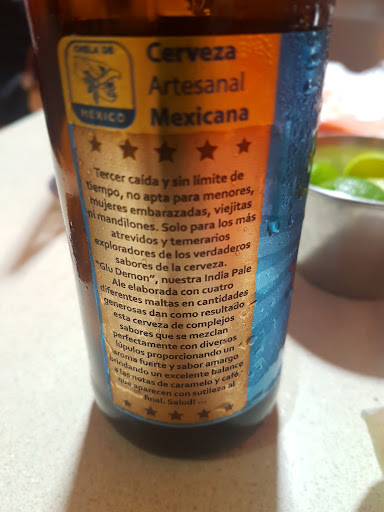 CHELA DE
MEXICO
Cerveza
Artesanal
Mexicana
Tercer caída y sin límite de
tiempo, no apta para menores,
mujeres embarazadas, viejitas
ni mandilones. Solo para los más
atrevidos y temerarios
exploradores de los verdaderos
sabores de la cerveza.
"Glu Demon", nuestra India Pale
Ale elaborada con cuatro
diferentes maltas en cantidades
generosas dan como resultado
esta cerveza de complejos
sabores que se mezclan
perfectamente con diversos
lúpulos proporcionando un
aroma fuerte y sabor amargo
brindando un excelente balance
a las notas de caramelo y café,
que aparecen con sutileza al
final. Salud! ...